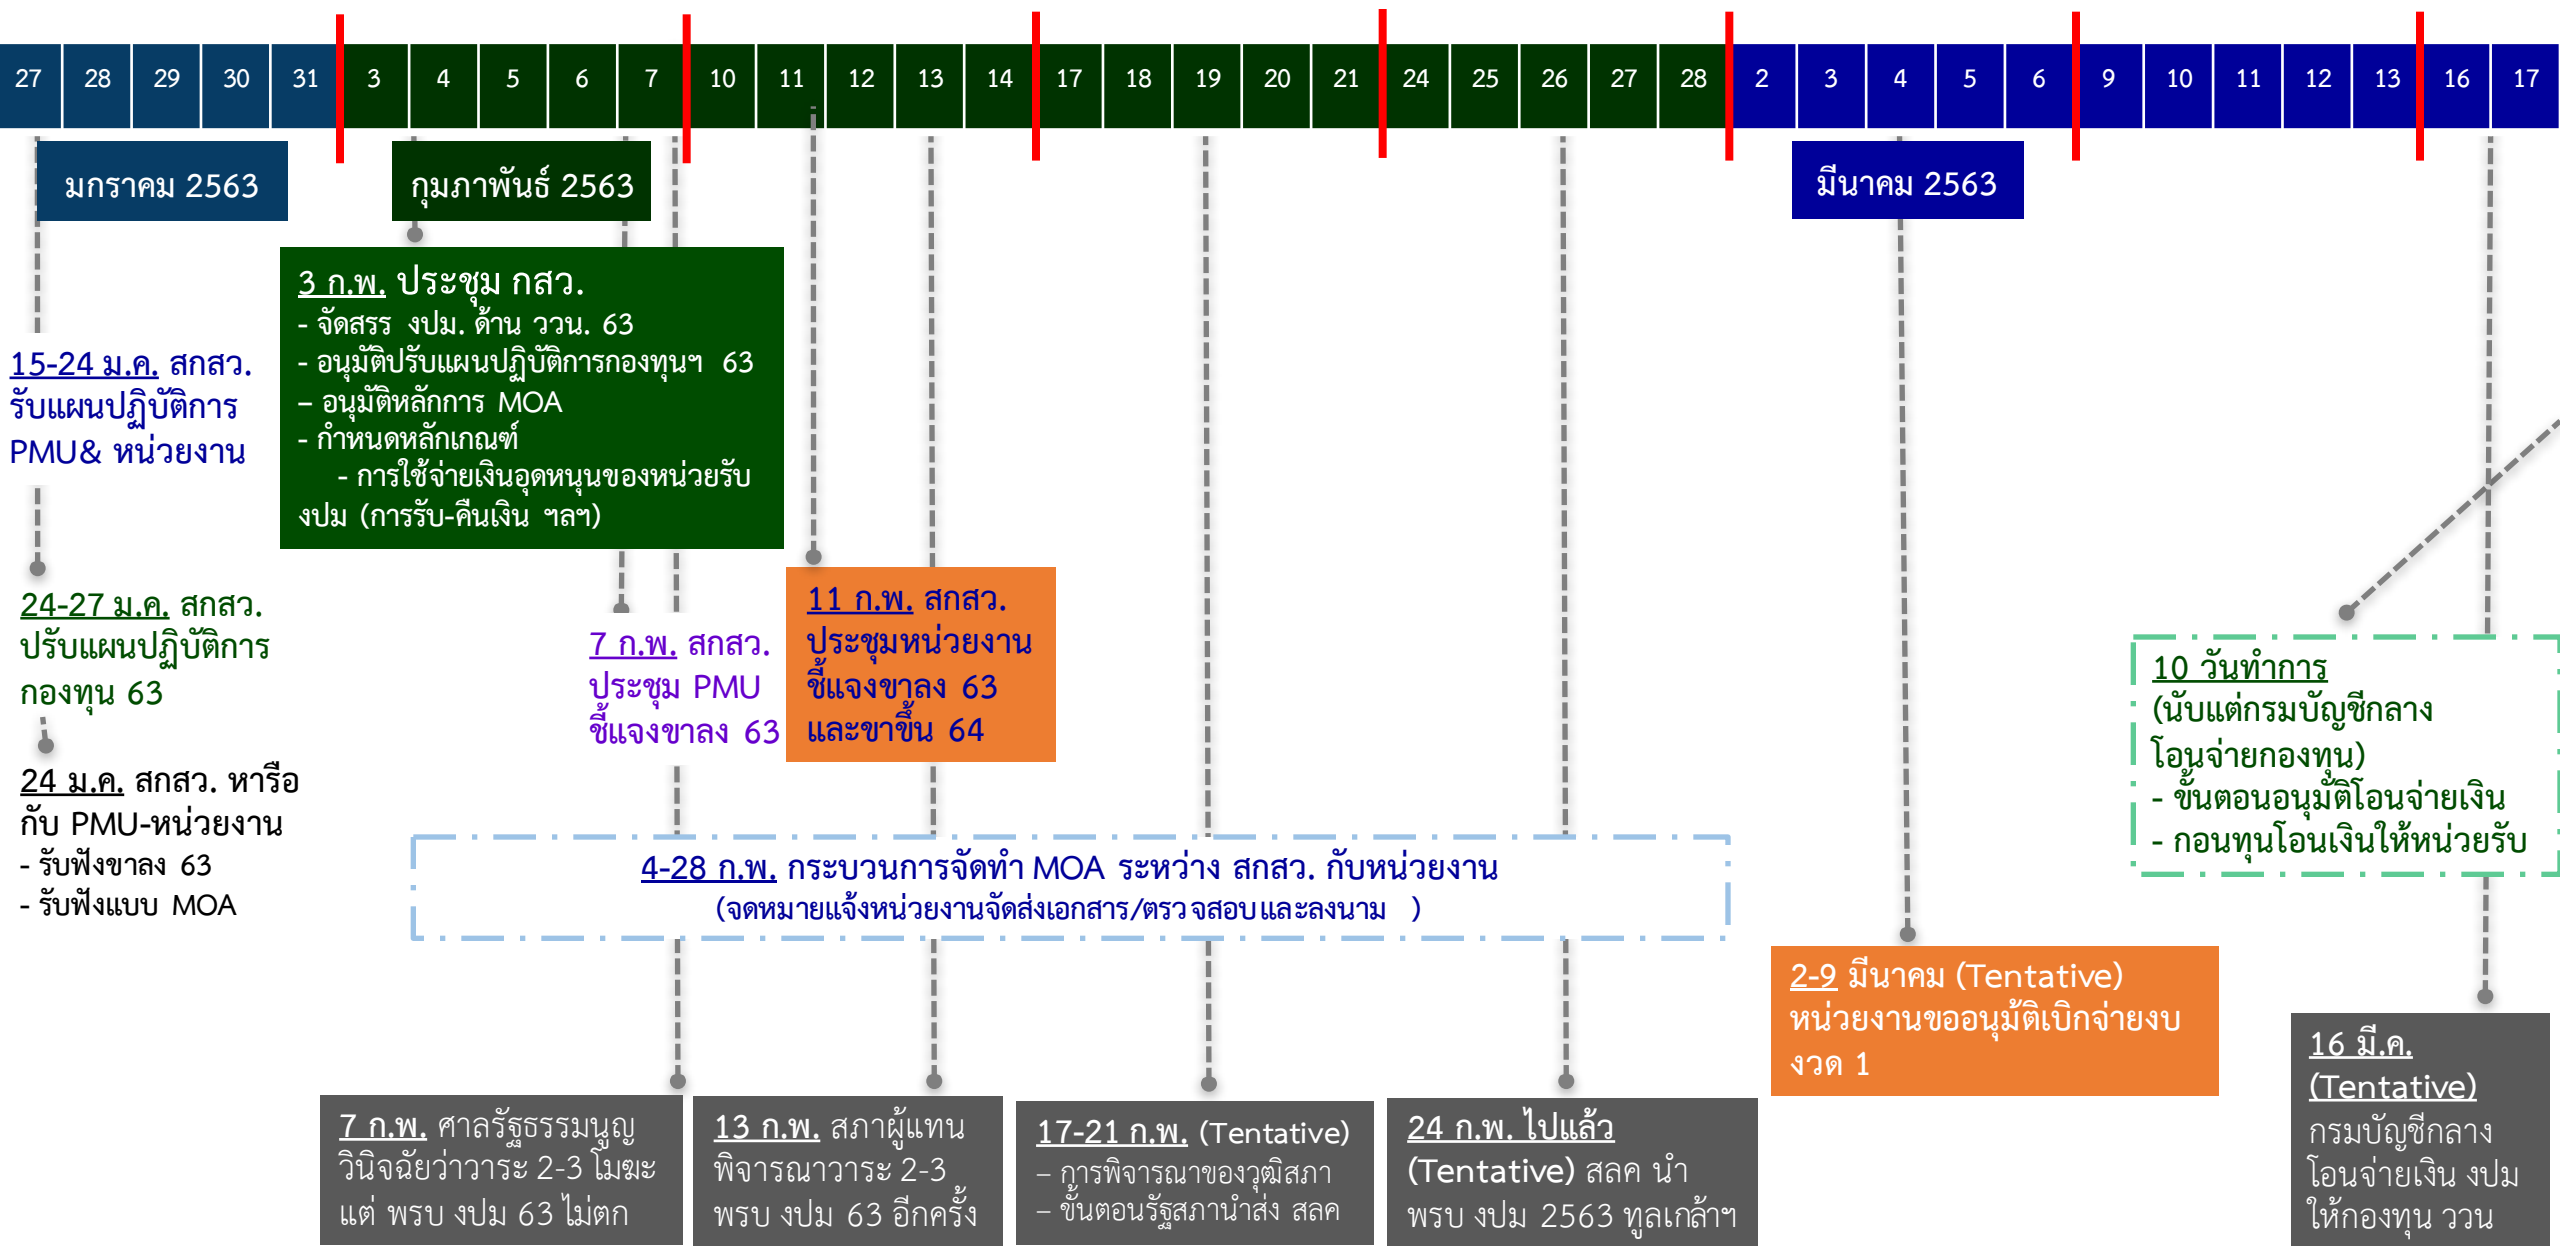 27 28 29 30 31 3 4 5 6 7 10 11 12 13 14 17 18 19 20 21 24 25 26 27 28 2 3 4 5 6 9 10 11 12 13 16 17
มกราคม 2563
กุมภาพันธ์ 2563
มีนาคม 2563
15-24 ม.ค. สกสว.
รับแผนปฏิบัติการ
PMU& หน่วยงาน
24-27 ม.ค. สกสว.
ปรับแผนปฏิบัติการ
กองทุน 63
24 ม.ค. สกสว. หารือ
กับ PMU-หน่วยงาน
- รับฟังขาลง 63
- รับฟังแบบ MOA
3 ก.พ. ประชุม กสว.
- จัดสรร งปม. ด้าน ววน. 63
- อนุมัติปรับแผนปฏิบัติการกองทุนฯ 63
– อนุมัติหลักการ MOA
- กำหนดหลักเกณฑ์
- การใช้จ่ายเงินอุดหนุนของหน่วยรับ
งปม (การรับ-คืนเงิน ฯลฯ)
7 ก.พ. สกสว.
ประชุม PMU
ชี้แจงขาลง 63
11 ก.พ. สกสว.
ประชุมหน่วยงาน
ชี้แจงขาลง 63
และขาขึ้น 64
4-28 ก.พ. กระบวนการจัดทำ MOA ระหว่าง สกสว. กับหน่วยงาน
(จดหมายแจ้งหน่วยงานจัดส่งเอกสาร/ตรวจสอบและลงนาม )
10 วันทำการ
(นับแต่กรมบัญชีกลาง
โอนจ่ายกองทุน)
- ขั้นตอนอนุมัติโอนจ่ายเงิน
- กอนทุนโอนเงินให้หน่วยรับ
2-9 มีนาคม (Tentative)
หน่วยงานขออนุม้ติเบิกจ่ายงบ
งวด 1
7 ก.พ. ศาลรัฐธรรมนูญ
วินิจฉัยว่าวาระ 2-3 โมฆะ
แต่ พรบ งปม 63 ไม่ตก
13 ก.พ. สภาผู้แทน
พิจารณาวาระ 2-3
พรบ งปม 63 อีกครั้ง
17-21 ก.พ. (Tentative)
– การพิจารณาของวุฒิสภา
– ขั้นตอนรัฐสภานำส่ง สลค
24 ก.พ. ไปแล้ว
(Tentative) สลค นำ
พรบ งปม 2563 ทูลเกล้าฯ
16 มี.ค.
(Tentative)
กรมบัญชีกลาง
โอนจ่ายเงิน งปม
ให้กองทุน ววน